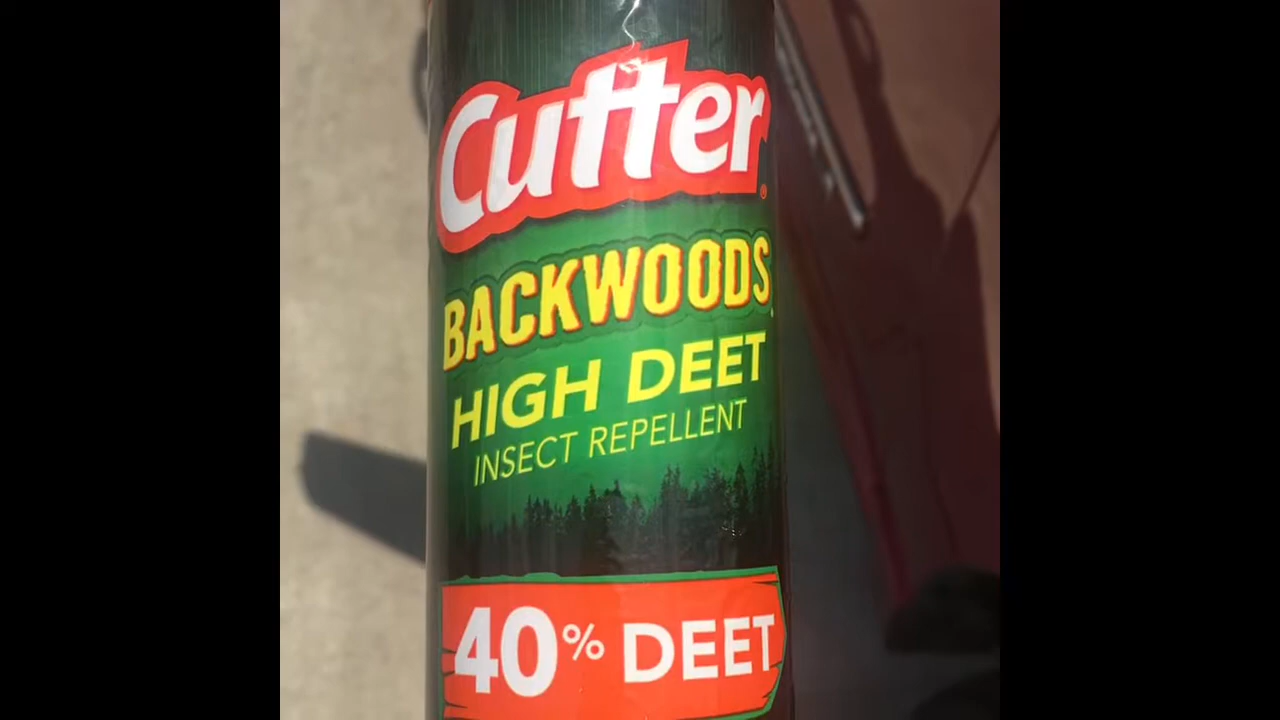 Cutter
BACKWOODS
HIGH DEET
INSECT REPELLENT
40% DEET